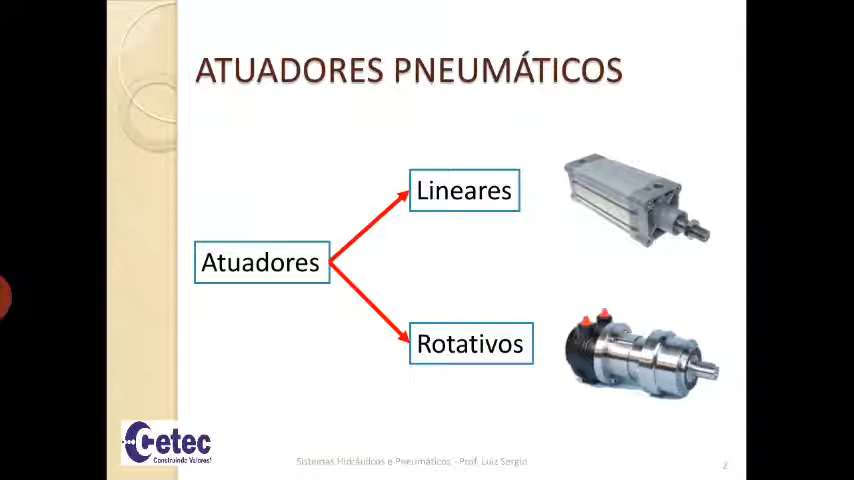 ATUADORES PNEUMÁTICOS
Lineares
Atuadores
Rotativos
Cetec
Construindo Valores!
Sistemas Hidráulicos e Pneumáticos - Prof. Luiz Sergio
2